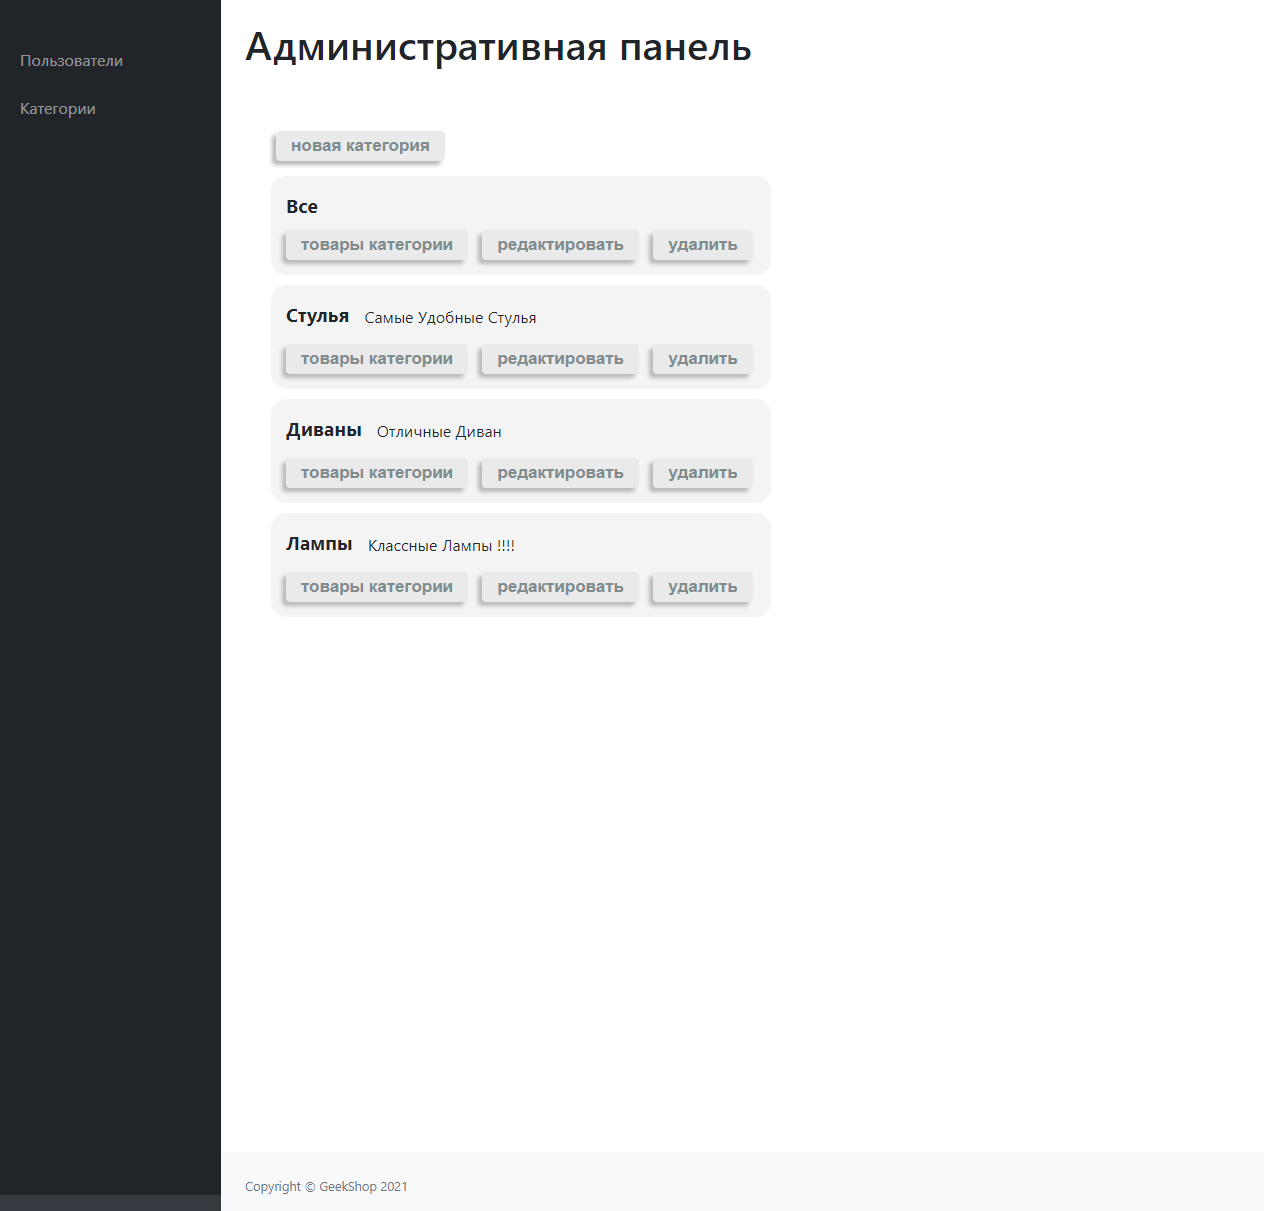 Пользователи
Категории
Административная панель
новая категория
Все
товары категории редактировать удалить
Стулья Самые Удобные Стулья
товары категории редактировать удалить
Диваны Отличные Диван
товары категории редактировать удалить
Лампы Классные Лампы !!!!
товары категории редактировать удалить
Copyright © GeekShop 2021